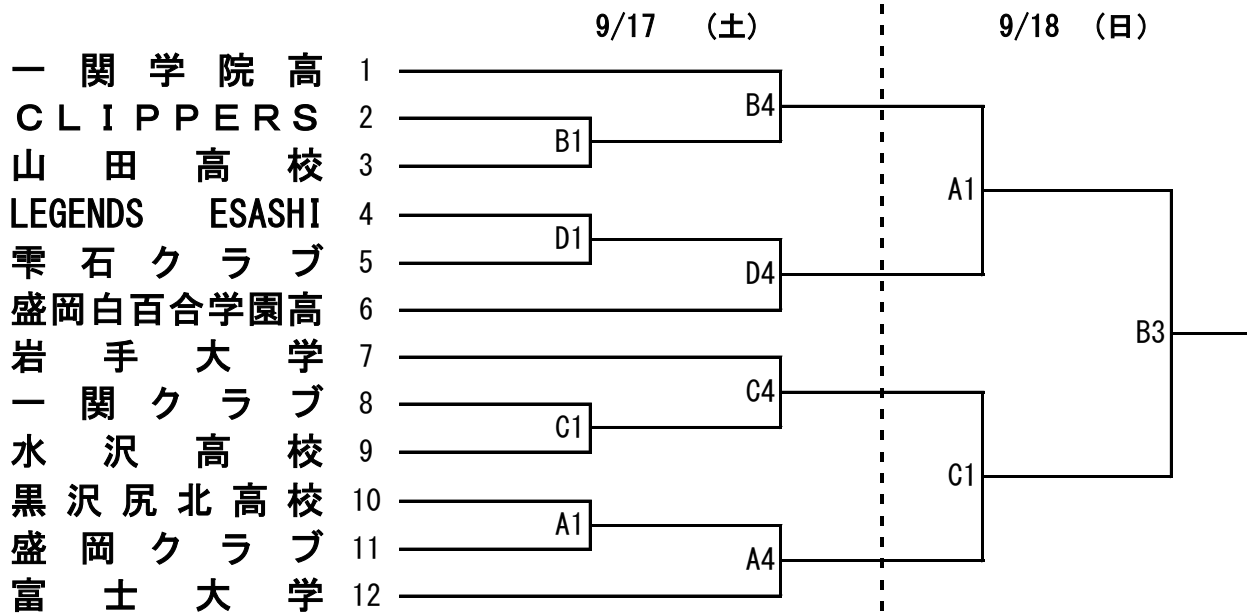 9/17 （土） 9/18 （日）
一関学院高 1
ＣＬＩＰＰＥＲＳ 2
山田高校 3
LEGENDS ESASHI 4
雫石クラブ 5
盛岡白百合学園高 6
岩手大学 7
一関クラブ 8
水沢高校 9
黒沢尻北高校 10
盛岡クラブ 11
富士大学 12
B4
B1
A1
D1
D4
B3
C4
C1
C1
A1
A4